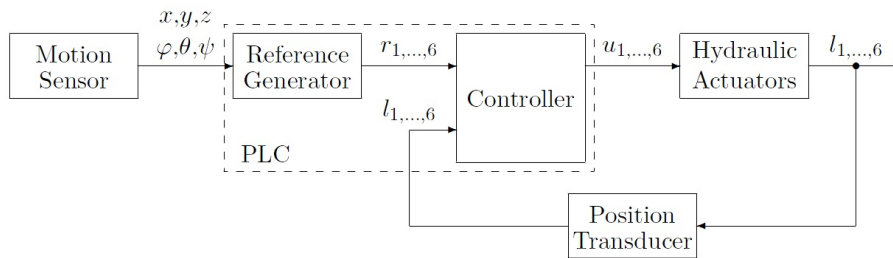 x,y,z
φ,θ,ψ
Motion
Sensor
Reference
Generator
r1,...,6
l1,...,6
PLC
Controller
u1,...,6
Hydraulic
Actuators
l1,...,6
Position
Transducer